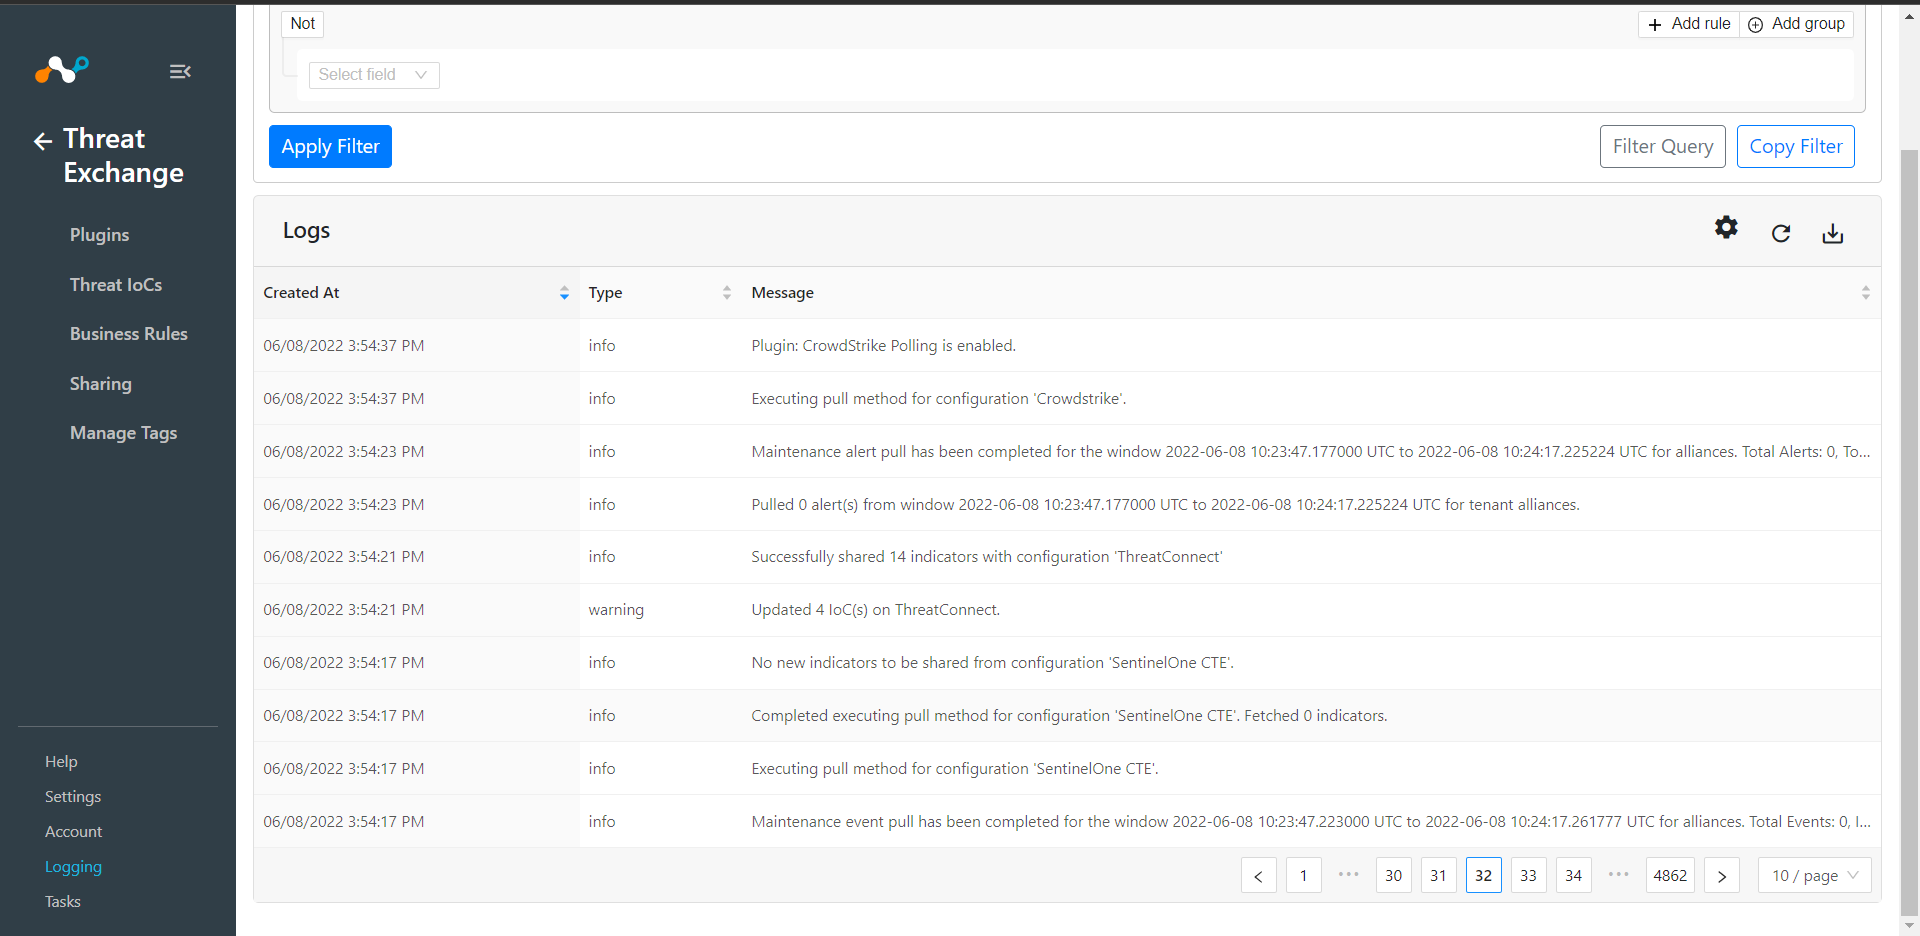 Not
Add rule
Add group
Select field
Threat Exchange
Apply Filter
Filter Query
Copy Filter
Plugins
Threat IoCs
Business Rules
Sharing
Manage Tags
Logs
Created At Type Message
06/08/2022 3:54:37 PM info Plugin: CrowdStrike Polling is enabled.
06/08/2022 3:54:37 PM info Executing pull method for configuration 'Crowdstrike'.
06/08/2022 3:54:23 PM info Maintenance alert pull has been completed for the window 2022-06-08 10:23:47.177000 UTC to 2022-06-08 10:24:17.225224 UTC for alliances. Total Alerts: 0, To...
06/08/2022 3:54:23 PM info Pulled 0 alert(s) from window 2022-06-08 10:23:47.177000 UTC to 2022-06-08 10:24:17.225224 UTC for tenant alliances.
06/08/2022 3:54:21 PM info Successfully shared 14 indicators with configuration 'ThreatConnect'
06/08/2022 3:54:21 PM warning Updated 4 IoC(s) on ThreatConnect.
06/08/2022 3:54:17 PM info No new indicators to be shared from configuration 'SentinelOne CTE'.
06/08/2022 3:54:17 PM info Completed executing pull method for configuration 'SentinelOne CTE'. Fetched 0 indicators.
06/08/2022 3:54:17 PM info Executing pull method for configuration 'SentinelOne CTE'.
06/08/2022 3:54:17 PM info Maintenance event pull has been completed for the window 2022-06-08 10:23:47.223000 UTC to 2022-06-08 10:24:17.261777 UTC for alliances. Total Events: 0, I...
1 ••• 30 31 32 33 34 ••• 4862 10 / page
Help
Settings
Account
Logging
Tasks